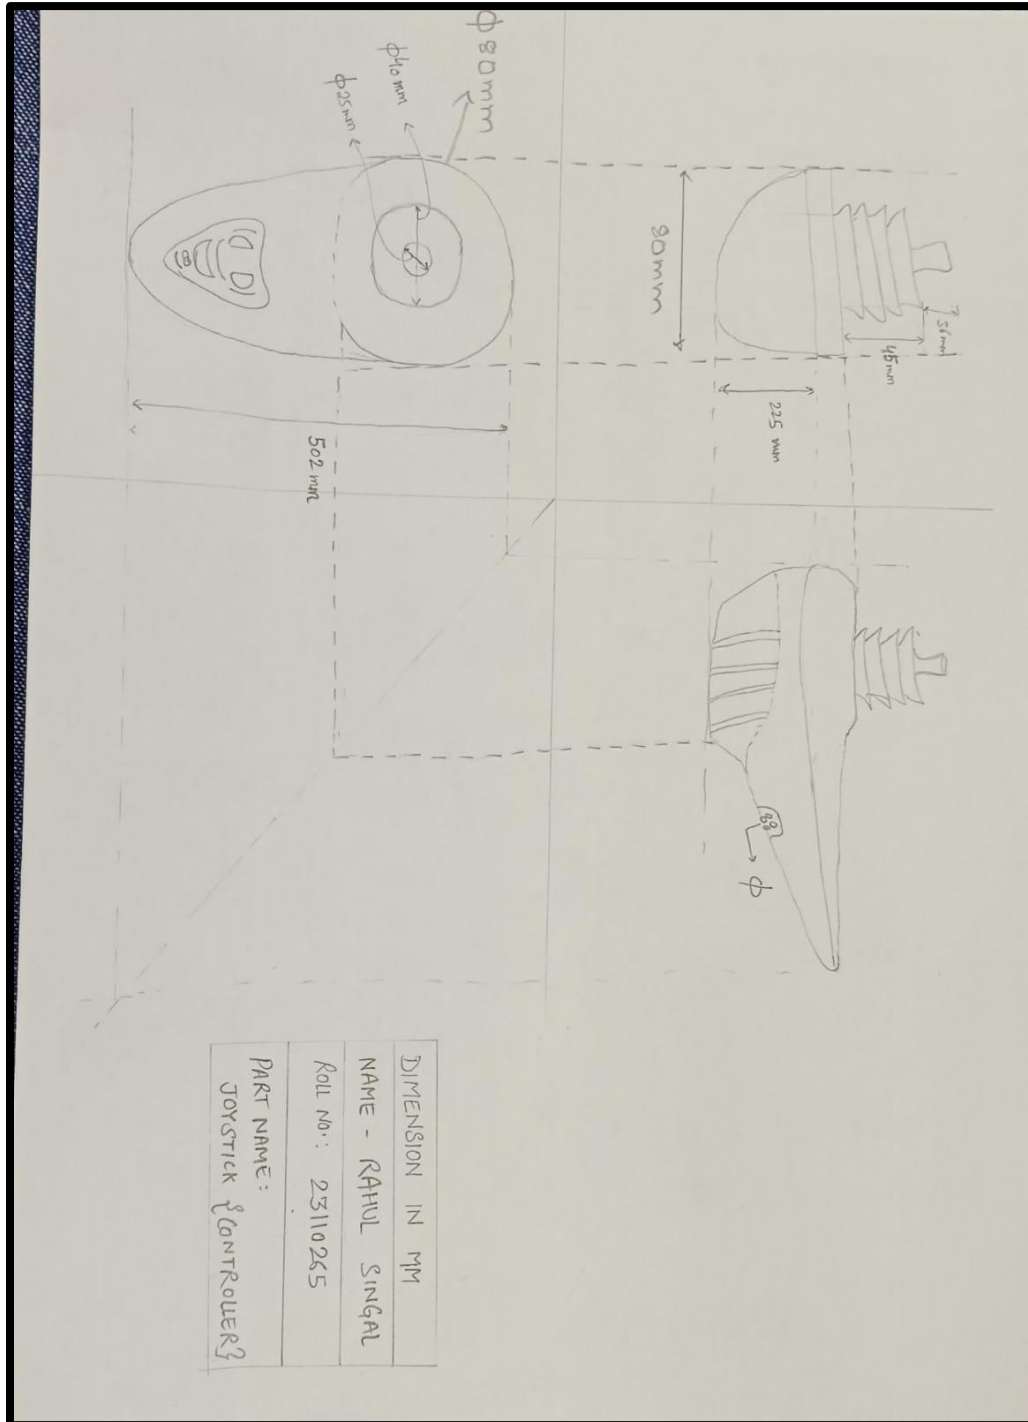 ϕ80mm
ϕ40mm
ϕ25mm
80mm
45mm
225 mm
502 mm
ϕ
DIMENSION IN MM
NAME - RAHUL SINGAL
ROLL NO.: 23110265
PART NAME:
JOYSTICK {CONTROLLER}